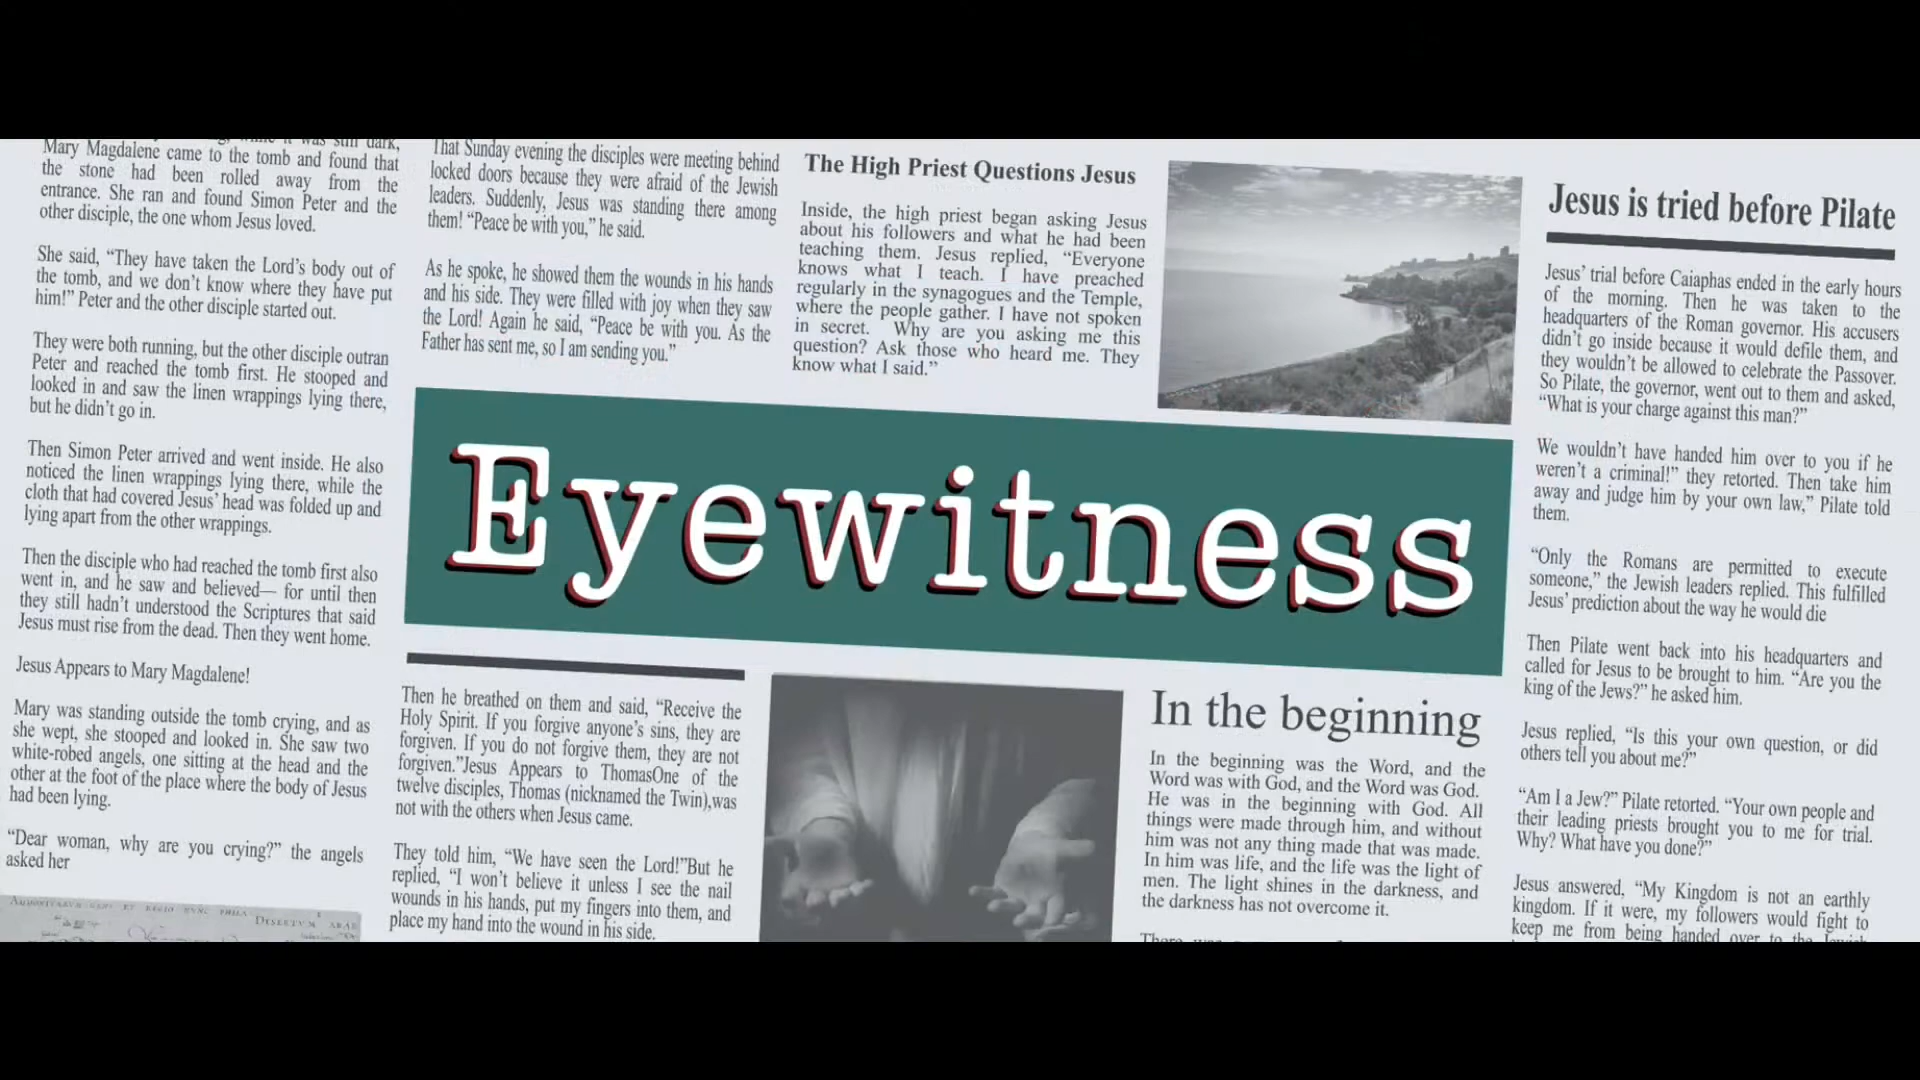 was still dark,
Mary Magdalene came to the tomb and found that
the stone had been rolled away from the
entrance. She ran and found Simon Peter and the
other disciple, the one whom Jesus loved.
She said, “They have taken the Lord’s body out of
the tomb, and we don’t know where they have put
him!” Peter and the other disciple started out.
They were both running, but the other disciple outran
Peter and reached the tomb first. He stooped and
looked in and saw the linen wrappings lying there,
but he didn’t go in.
Then Simon Peter arrived and went inside. He also
noticed the linen wrappings lying there, while the
cloth that had covered Jesus’ head was folded up and
lying apart from the other wrappings.
Then the disciple who had reached the tomb first also
went in, and he saw and believed— for until then
they still hadn’t understood the Scriptures that said
Jesus must rise from the dead. Then they went home.
Jesus Appears to Mary Magdalene!
Mary was standing outside the tomb crying, and as
she wept, she stooped and looked in. She saw two
white-robed angels, one sitting at the head and the
other at the foot of the place where the body of Jesus
had been lying.
“Dear woman, why are you crying?” the angels
asked her
DESERTVM ARAB
That Sunday evening the disciples were meeting behind
locked doors because they were afraid of the Jewish
leaders. Suddenly, Jesus was standing there among
them! “Peace be with you,” he said.
As he spoke, he showed them the wounds in his hands
and his side. They were filled with joy when they saw
the Lord! Again he said, “Peace be with you. As the
Father has sent me, so I am sending you.”
The High Priest Questions Jesus
Inside, the high priest began asking Jesus
about his followers and what he had been
teaching them. Jesus replied, “Everyone
knows what I teach. I have preached
regularly in the synagogues and the Temple,
where the people gather. I have not spoken
in secret. Why are you asking me this
question? Ask those who heard me. They
know what I said.”
Eyewitness
Then he breathed on them and said, “Receive the
Holy Spirit. If you forgive anyone’s sins, they are
forgiven. If you do not forgive them, they are not
forgiven.”Jesus Appears to ThomasOne of the
twelve disciples, Thomas (nicknamed the Twin),was
not with the others when Jesus came.
They told him, “We have seen the Lord!”But he
replied, “I won’t believe it unless I see the nail
wounds in his hands, put my fingers into them, and
place my hand into the wound in his side.
In the beginning
In the beginning was the Word, and the
Word was with God, and the Word was God.
He was in the beginning with God. All
things were made through him, and without
him was not any thing made that was made.
In him was life, and the life was the light of
men. The light shines in the darkness, and
the darkness has not overcome it.
Jesus is tried before Pilate
Jesus’ trial before Caiaphas ended in the early hours
of the morning. Then he was taken to the
headquarters of the Roman governor. His accusers
didn’t go inside because it would defile them, and
they wouldn’t be allowed to celebrate the Passover.
So Pilate, the governor, went out to them and asked,
“What is your charge against this man?”
We wouldn’t have handed him over to you if he
weren’t a criminal!” they retorted. Then take him
away and judge him by your own law,” Pilate told
them.
“Only the Romans are permitted to execute
someone,” the Jewish leaders replied. This fulfilled
Jesus’ prediction about the way he would die
Then Pilate went back into his headquarters and
called for Jesus to be brought to him. “Are you the
king of the Jews?” he asked him.
Jesus replied, “Is this your own question, or did
others tell you about me?”
“Am I a Jew?” Pilate retorted. “Your own people and
their leading priests brought you to me for trial.
Why? What have you done?”
Jesus answered, “My Kingdom is not an earthly
kingdom. If it were, my followers would fight to
keep me from being handed over to the Jewish